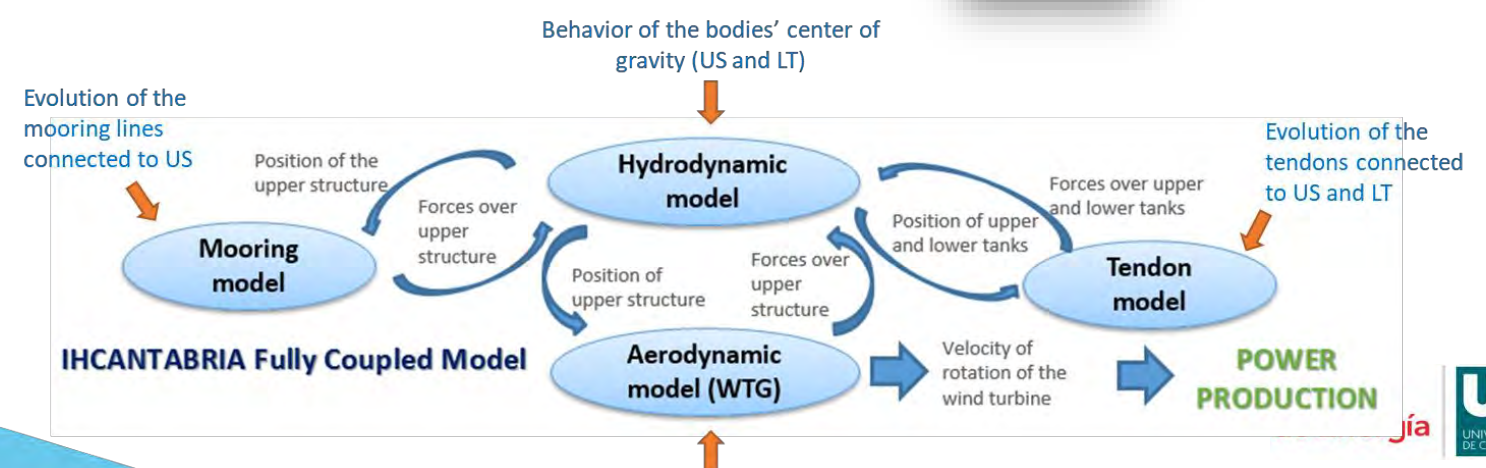 Behavior of the bodies’ center of
gravity (US and LT)
Evolution of the
mooring lines
connected to US
Evolution of the
tendons connected
to US and LT
Position of the
upper structure
Forces over
upper
structure
Hydrodynamic
model
Forces over upper
and lower tanks
Position of upper
and lower tanks
Mooring
model
Position of
upper structure
Forces over
upper
structure
Tendon
model
IHCANTABRIA Fully Coupled Model
Aerodynamic
model (WTG)
Velocity of
rotation of the
wind turbine
POWER
PRODUCTION